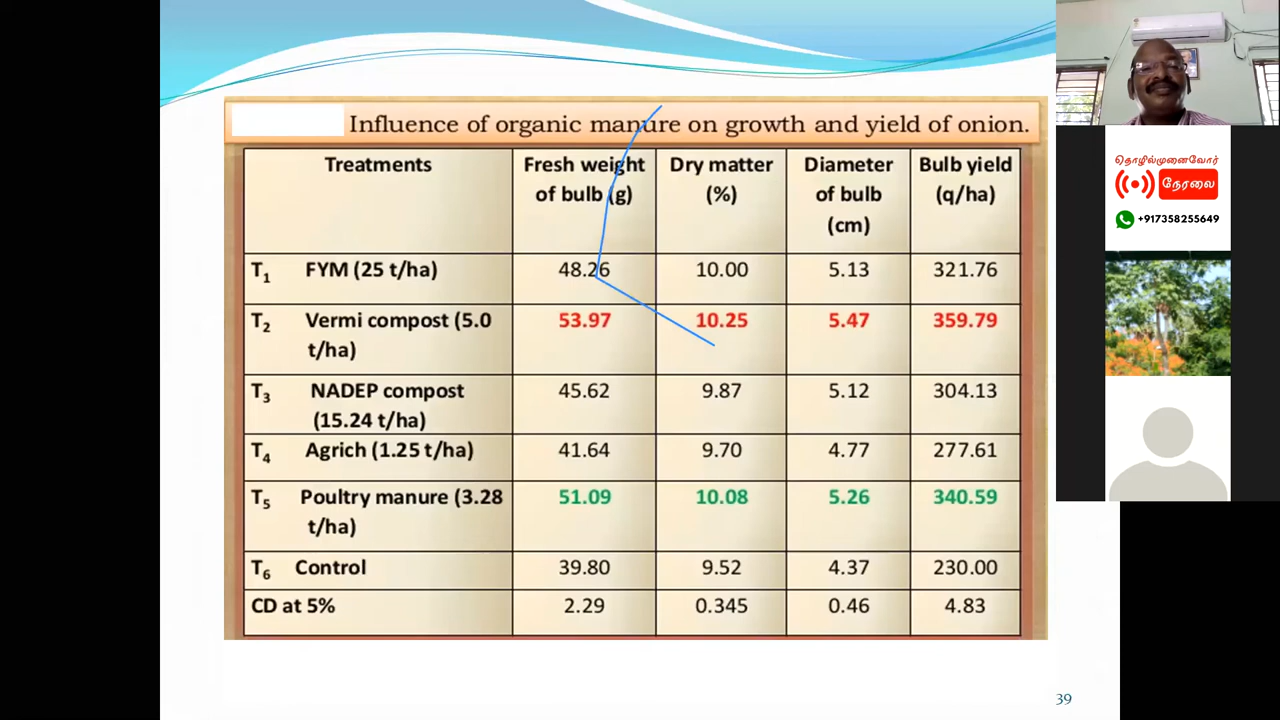 Influence of organic manure on growth and yield of onion.
Treatments Fresh weight of bulb (g) Dry matter (%) Diameter of bulb (cm) Bulb yield (q/ha)
T1 FYM (25 t/ha) 48.26 10.00 5.13 321.76
T2 Vermi compost (5.0 t/ha) 53.97 10.25 5.47 359.79
T3 NADEP compost (15.24 t/ha) 45.62 9.87 5.12 304.13
T4 Agrich (1.25 t/ha) 41.64 9.70 4.77 277.61
T5 Poultry manure (3.28 t/ha) 51.09 10.08 5.26 340.59
T6 Control 39.80 9.52 4.37 230.00
CD at 5% 2.29 0.345 0.46 4.83
39
தொழில்முனைவோர்
நேரலை
+917358255649